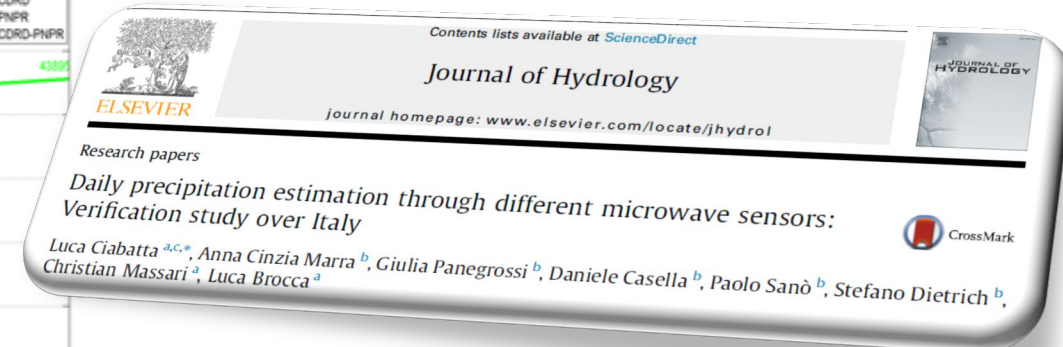 CDRD
PNPR
CDRD-PNPR
4389
Contents lists available at ScienceDirect
Journal of Hydrology
journal homepage: www.elsevier.com/locate/jhydrol
ELSEVIER
JOURNAL OF
HYDROLOGY
Research papers
Daily precipitation estimation through different microwave sensors:
Verification study over Italy
CrossMark
Luca Ciabatta a,c,*, Anna Cinzia Marra b, Giulia Panegrossi b, Daniele Casella b, Paolo Sanò b, Stefano Dietrich b,
Christian Massari a, Luca Brocca a